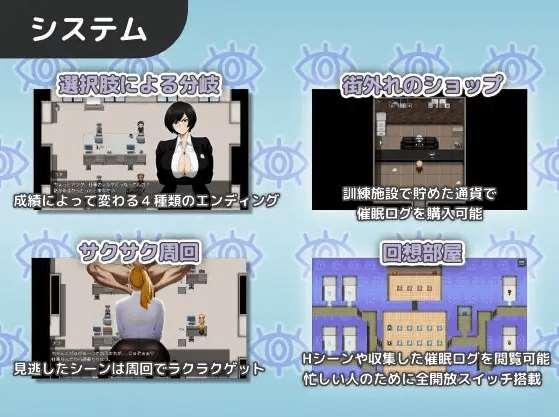 システム
選択肢による分岐
成績によって変わる４種類のエンディング
街外れのショップ
訓練施設で貯めた通貨で
催眠ログを購入可能
サクサク周回
見逃したシーンは周回でラクラクゲット
回想部屋
Hシーンや収集した催眠ログを閲覧可能
忙しい人のために全開放スイッチ搭載